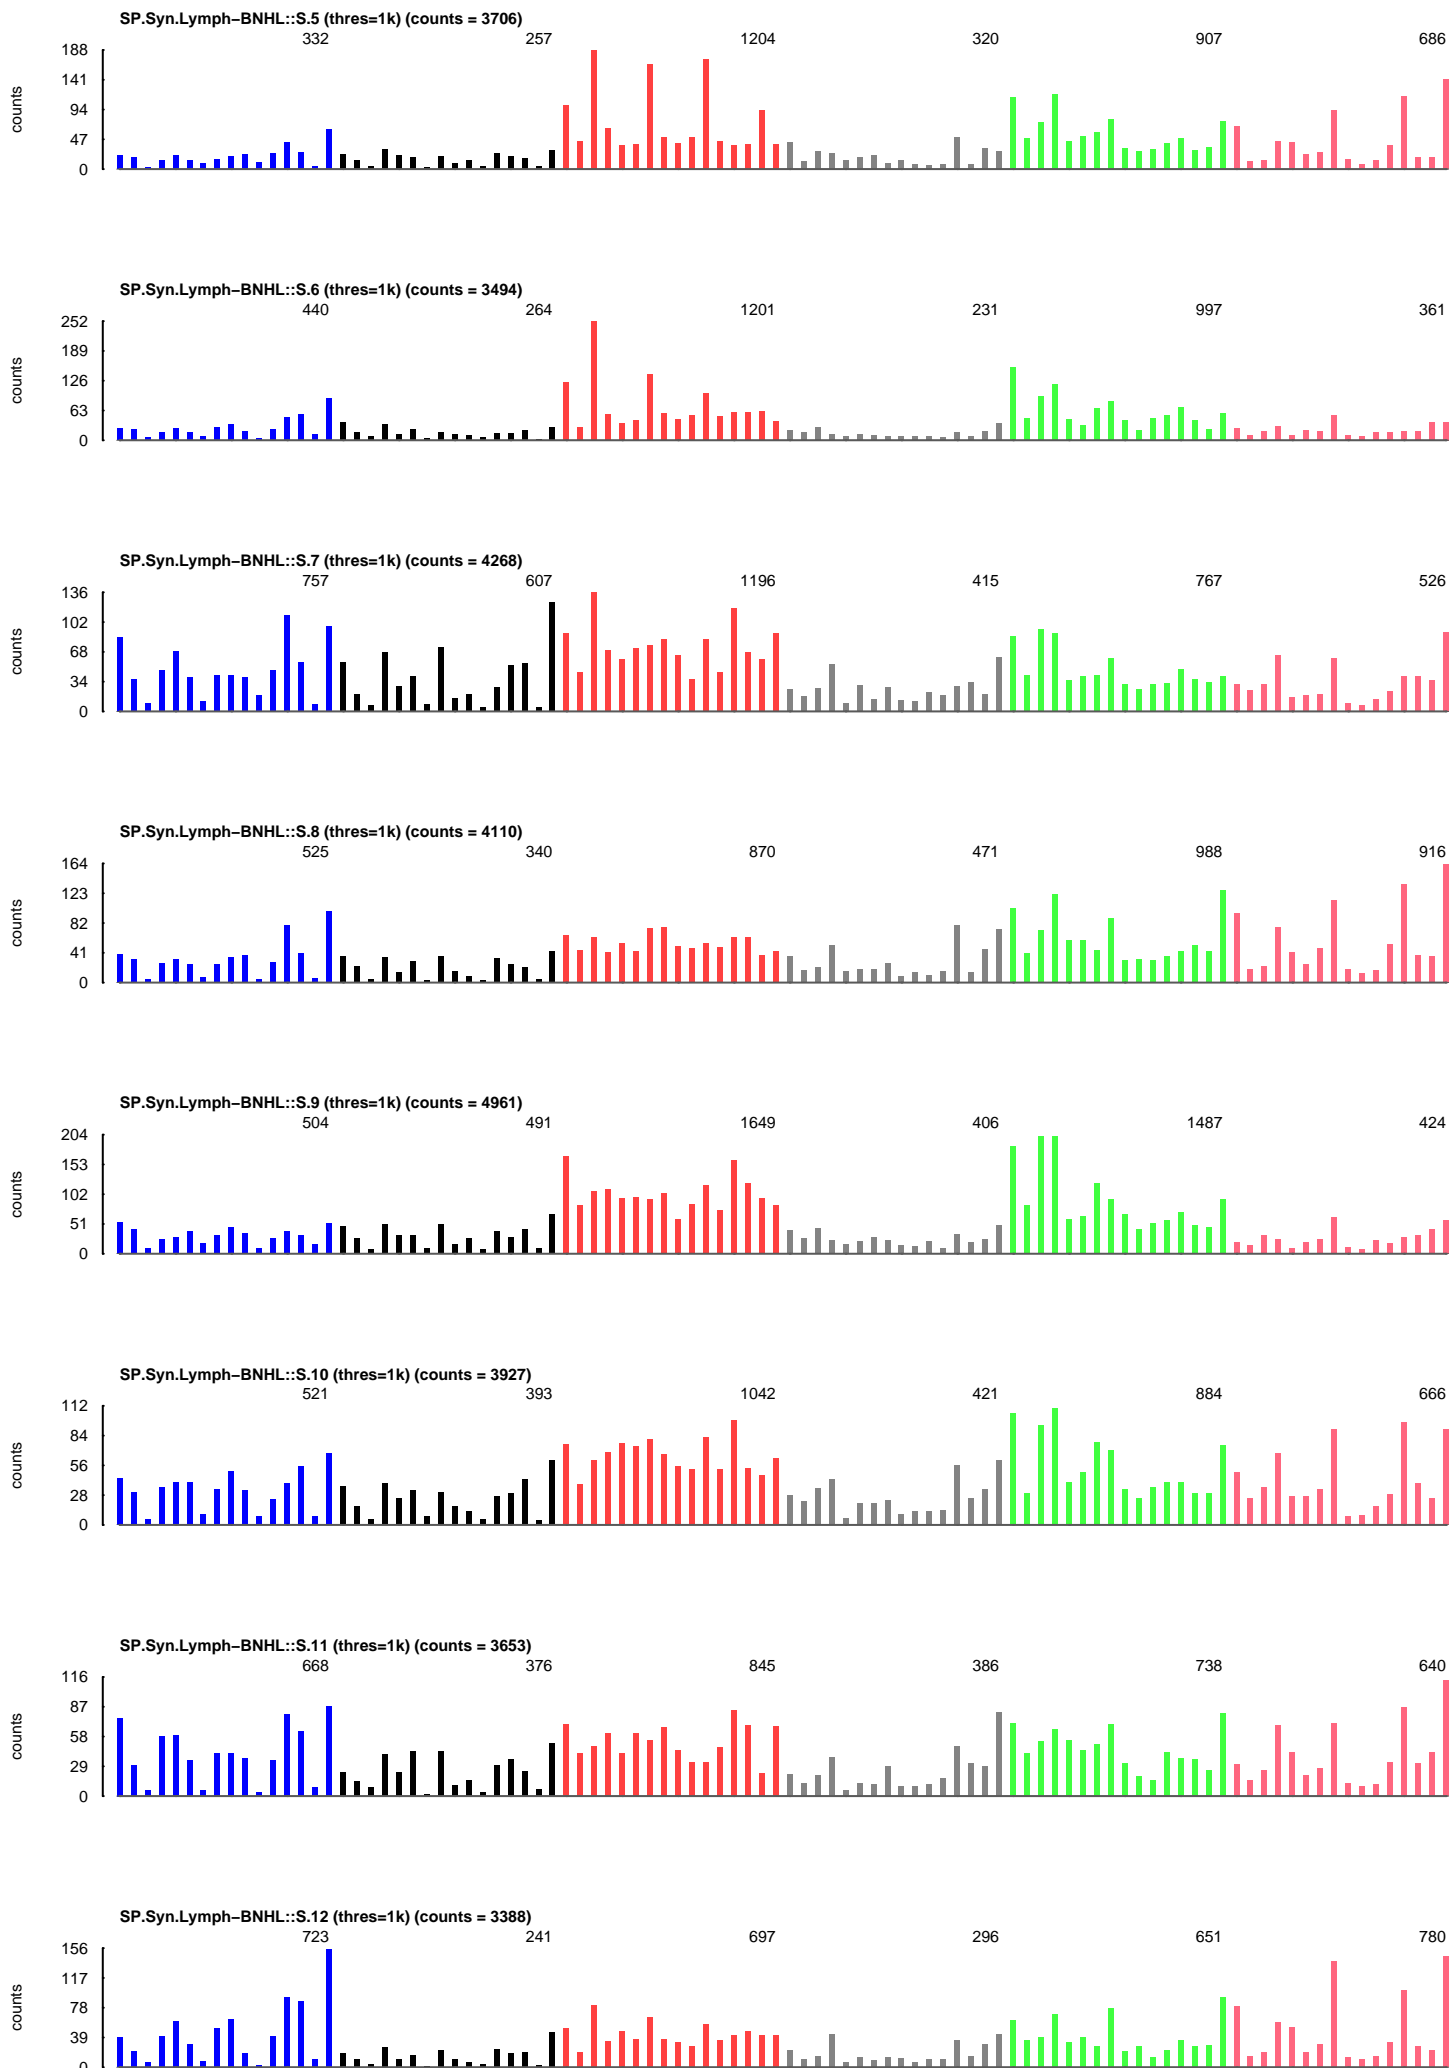 SP.Syn.Lymph−BNHL::S.5 (thres=1k) (counts = 3706)
332 257 1204 320 907 686
188
141
94
47
0
counts
SP.Syn.Lymph−BNHL::S.6 (thres=1k) (counts = 3494)
440 264 1201 231 997 361
252
189
126
63
0
counts
SP.Syn.Lymph−BNHL::S.7 (thres=1k) (counts = 4268)
757 607 1196 415 767 526
136
102
68
34
0
counts
SP.Syn.Lymph−BNHL::S.8 (thres=1k) (counts = 4110)
525 340 870 471 988 916
164
123
82
41
0
counts
SP.Syn.Lymph−BNHL::S.9 (thres=1k) (counts = 4961)
504 491 1649 406 1487 424
204
153
102
51
0
counts
SP.Syn.Lymph−BNHL::S.10 (thres=1k) (counts = 3927)
521 393 1042 421 884 666
112
84
56
28
0
counts
SP.Syn.Lymph−BNHL::S.11 (thres=1k) (counts = 3653)
668 376 845 386 738 640
116
87
58
29
0
counts
SP.Syn.Lymph−BNHL::S.12 (thres=1k) (counts = 3388)
723 241 697 296 651 780
156
117
78
39
0
counts